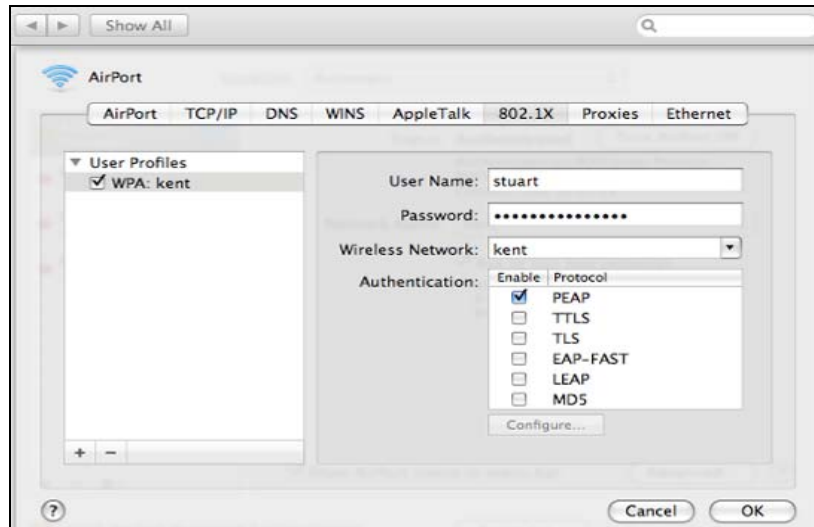 Show All
AirPort
AirPort TCP/IP DNS WINS AppleTalk 802.1X Proxies Ethernet
User Profiles
WPA: kent
User Name: stuart
Password: •••••••••••••••
Wireless Network: kent
Authentication:
Enable Protocol
PEAP
TTLS
TLS
EAP-FAST
LEAP
MD5
Configure...
+ −
?
Cancel OK